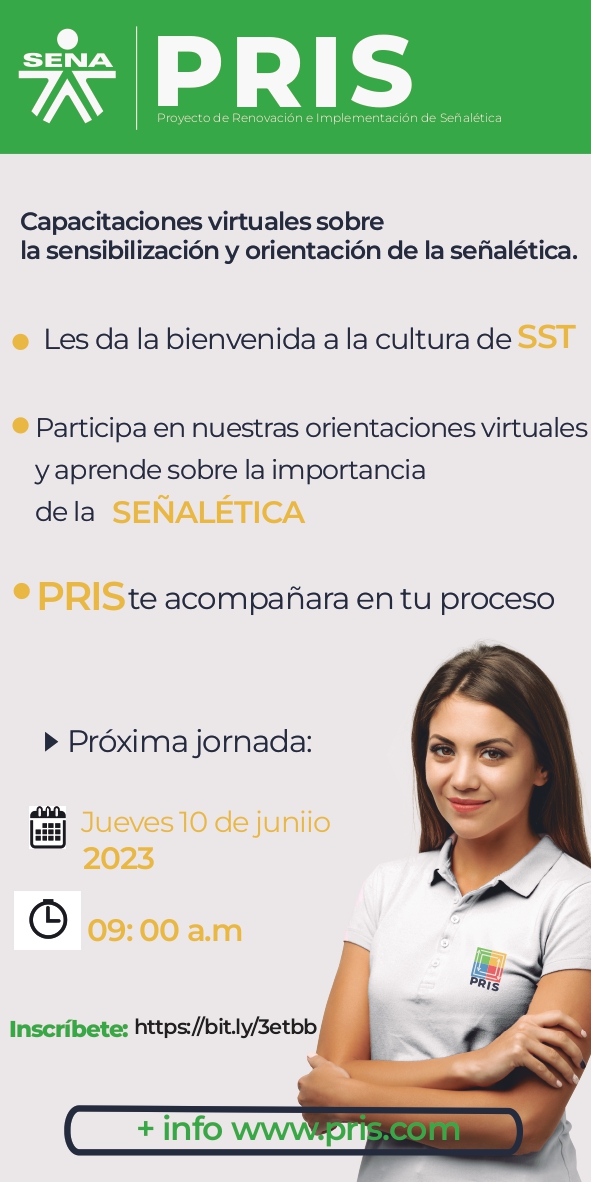 SENA
PRIS
Proyecto de Renovación e Implementación de Señalética
Capacitaciones virtuales sobre
la sensibilización y orientación de la señalética.
Les da la bienvenida a la cultura de SST
Participa en nuestras orientaciones virtuales
y aprende sobre la importancia
de la SEÑALÉTICA
PRIS te acompañara en tu proceso
Próxima jornada:
Jueves 10 de juniio
2023
09: 00 a.m
PRIS
Inscríbete: https://bit.ly/3etbb
+ info www.pris.com